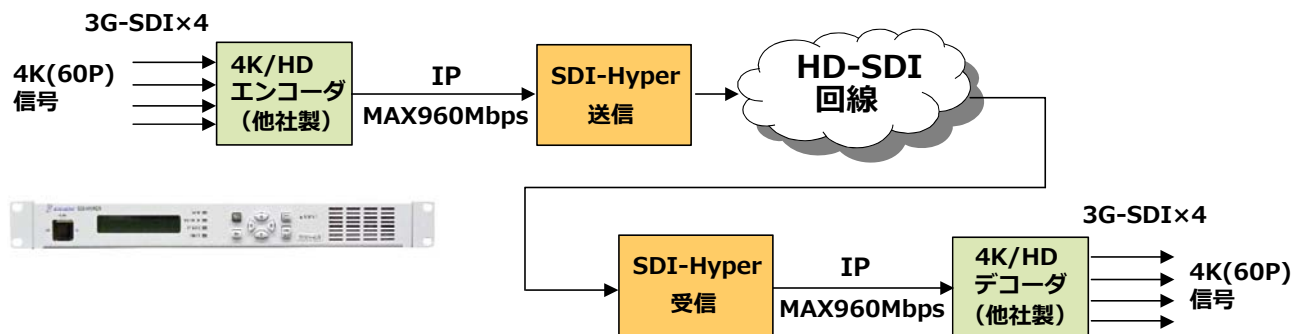 3G-SDI×4
4K(60P)
信号
4K/HD
エンコーダ
（他社製）
IP
MAX960Mbps
SDI-Hyper
送信
HD-SDI
回線
SDI-Hyper
受信
IP
MAX960Mbps
4K/HD
デコーダ
（他社製）
3G-SDI×4
4K(60P)
信号